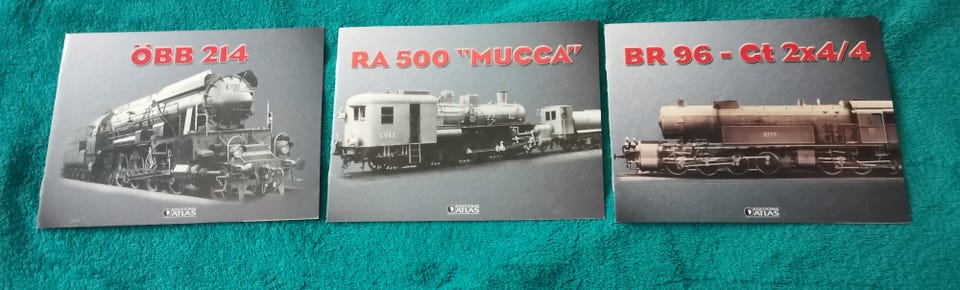 ÖBB 214
EDITIONS
ATLAS
RA 500 "MUCCA"
EDITIONS
ATLAS
BR 96 - Ct 2x4/4
EDITIONS
ATLAS